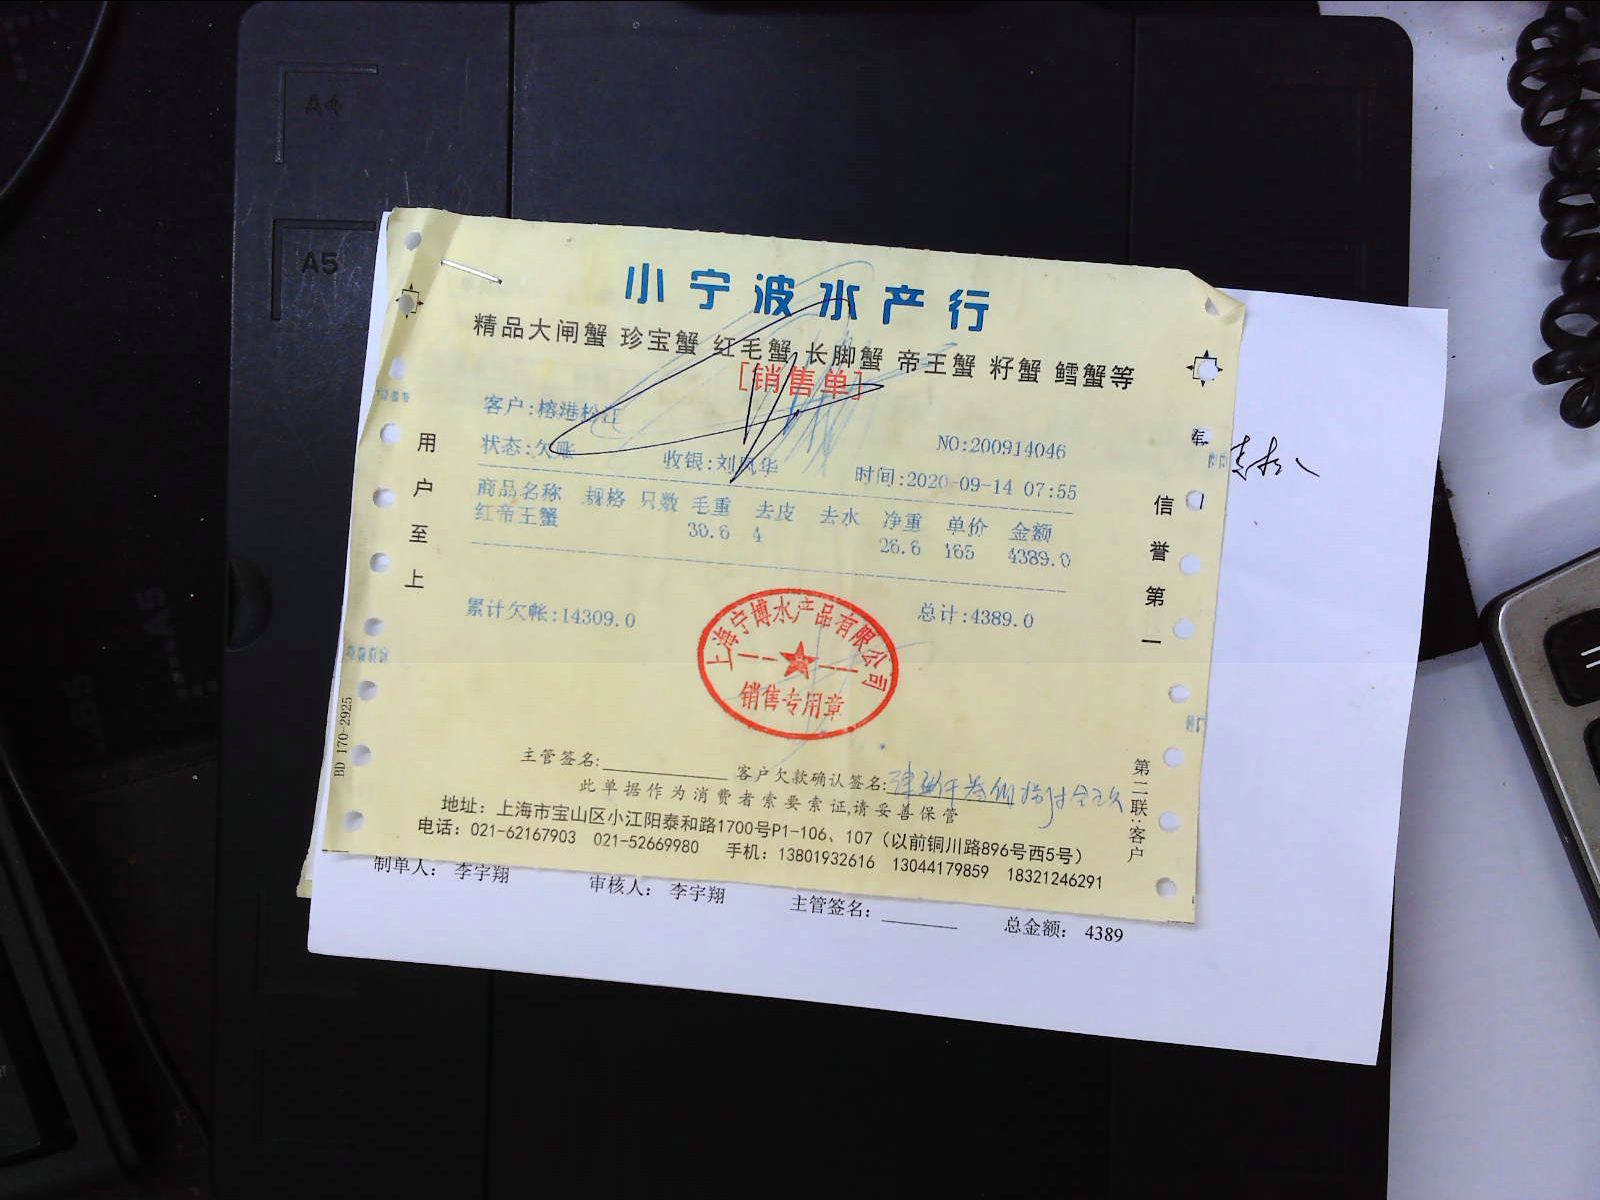 A4
A5
小宁波水产行
精品大闸蟹 珍宝蟹 红毛蟹 长脚蟹 帝王蟹 籽蟹 鳕蟹等
[销售单]
客户:榕港松江
NO:200914046
状态:欠账 收银:刘凤华 时间:2020-09-14 07:55
商品名称 规格 只数 毛重 去皮 去水 净重 单价 金额
红帝王蟹 30.6 4 26.6 165 4389.0
累计欠帐:14309.0 总计:4389.0
上海宁博水产品有限公司
销售专用章
用户至上
信誉第一
BD 170-2925
第二联:客户
主管签名: 客户欠款确认签名:
此单据作为消费者索要索证,请妥善保管
地址：上海市宝山区小江阳泰和路1700号P1-106、107（以前铜川路896号西5号）
电话：021-62167903 021-52669980 手机：13801932616 13044179859 18321246291
制单人： 李宇翔 审核人： 李宇翔 主管签名： 总金额： 4389